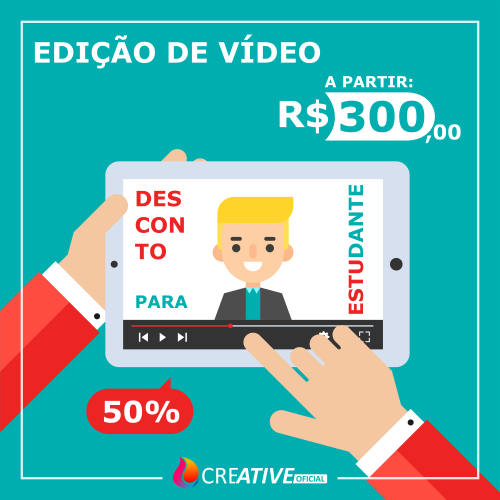 EDIÇÃO DE VÍDEO
A PARTIR:
R$300,00
DES
CON
TO
PARA
ESTUDANTE
50%
CREATIVE OFICIAL